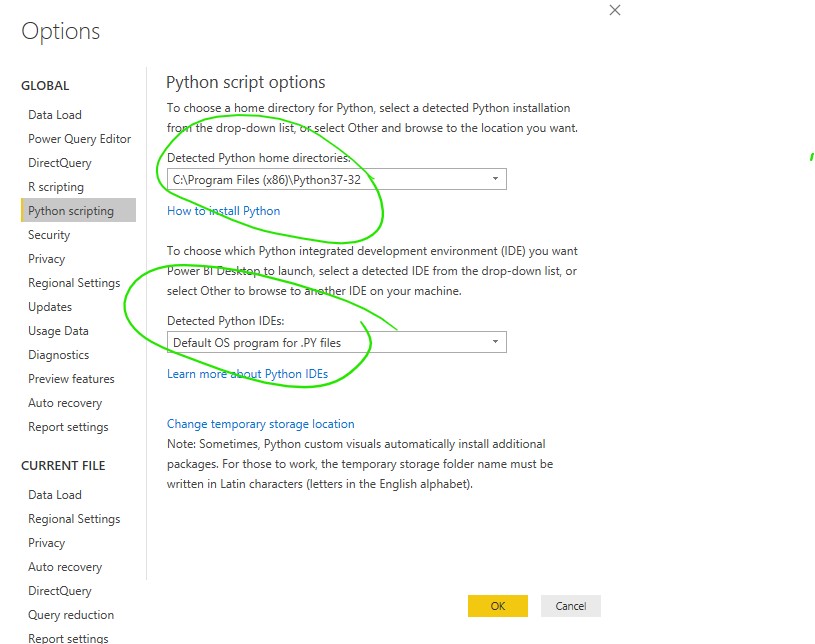 Options
GLOBAL
Data Load
Power Query Editor
DirectQuery
R scripting
Python scripting
Security
Privacy
Regional Settings
Updates
Usage Data
Diagnostics
Preview features
Auto recovery
Report settings
CURRENT FILE
Data Load
Regional Settings
Privacy
Auto recovery
DirectQuery
Query reduction
Report settings
Python script options
To choose a home directory for Python, select a detected Python installation
from the drop-down list, or select Other and browse to the location you want.
Detected Python home directories:
C:\Program Files (x86)\Python37-32
How to install Python
To choose which Python integrated development environment (IDE) you want
Power BI Desktop to launch, select a detected IDE from the drop-down list, or
select Other to browse to another IDE on your machine.
Detected Python IDEs:
Default OS program for .PY files
Learn more about Python IDEs
Change temporary storage location
Note: Sometimes, Python custom visuals automatically install additional
packages. For those to work, the temporary storage folder name must be
written in Latin characters (letters in the English alphabet).
OK
Cancel